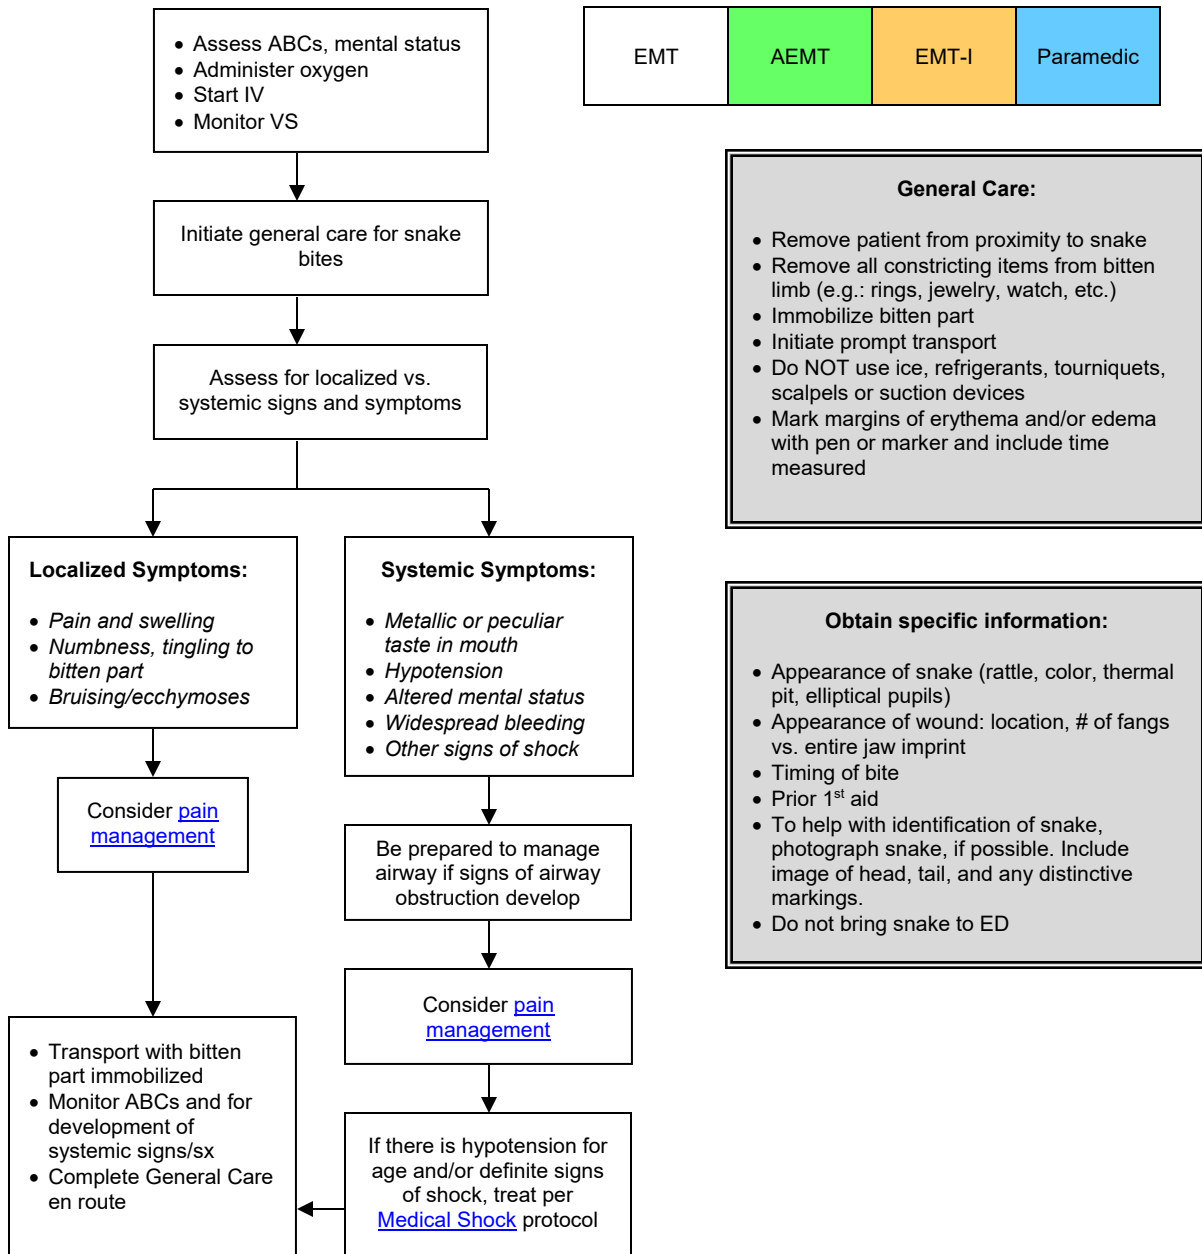 • Assess ABCs, mental status
• Administer oxygen
• Start IV
• Monitor VS
EMT
AEMT
EMT-I
Paramedic
Initiate general care for snake
bites
Assess for localized vs.
systemic signs and symptoms
General Care:
• Remove patient from proximity to snake
• Remove all constricting items from bitten
limb (e.g.: rings, jewelry, watch, etc.)
• Immobilize bitten part
• Initiate prompt transport
• Do NOT use ice, refrigerants, tourniquets,
scalpels or suction devices
• Mark margins of erythema and/or edema
with pen or marker and include time
measured
Localized Symptoms:
• Pain and swelling
• Numbness, tingling to
bitten part
• Bruising/ecchymoses
Consider pain
management
Systemic Symptoms:
• Metallic or peculiar
taste in mouth
• Hypotension
• Altered mental status
• Widespread bleeding
• Other signs of shock
Be prepared to manage
airway if signs of airway
obstruction develop
Consider pain
management
If there is hypotension for
age and/or definite signs
of shock, treat per
Medical Shock protocol
• Transport with bitten
part immobilized
• Monitor ABCs and for
development of
systemic signs/sx
• Complete General Care
en route
Obtain specific information:
• Appearance of snake (rattle, color, thermal
pit, elliptical pupils)
• Appearance of wound: location, # of fangs
vs. entire jaw imprint
• Timing of bite
• Prior 1st aid
• To help with identification of snake,
photograph snake, if possible. Include
image of head, tail, and any distinctive
markings.
• Do not bring snake to ED